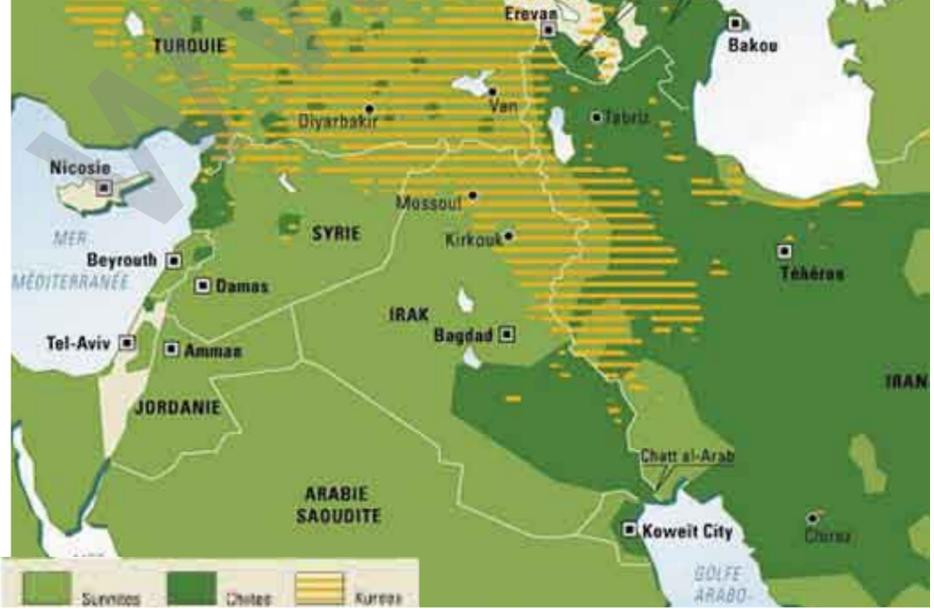 Erevan
Bakou
TURQUIE
Van
Diyarbakir
Tabriz
Nicosie
Mossoul
MER
MÉDITERRANÉE
SYRIE
Kirkouk
Beyrouth
Téhéran
Damas
IRAK
Bagdad
Tel-Aviv
Amman
IRAN
JORDANIE
Chatt al-Arab
ARABIE
SAOUDITE
Koweït City
Chiraz
GOLFE
ARABO-
Sunnites
Chiites
Kurdes